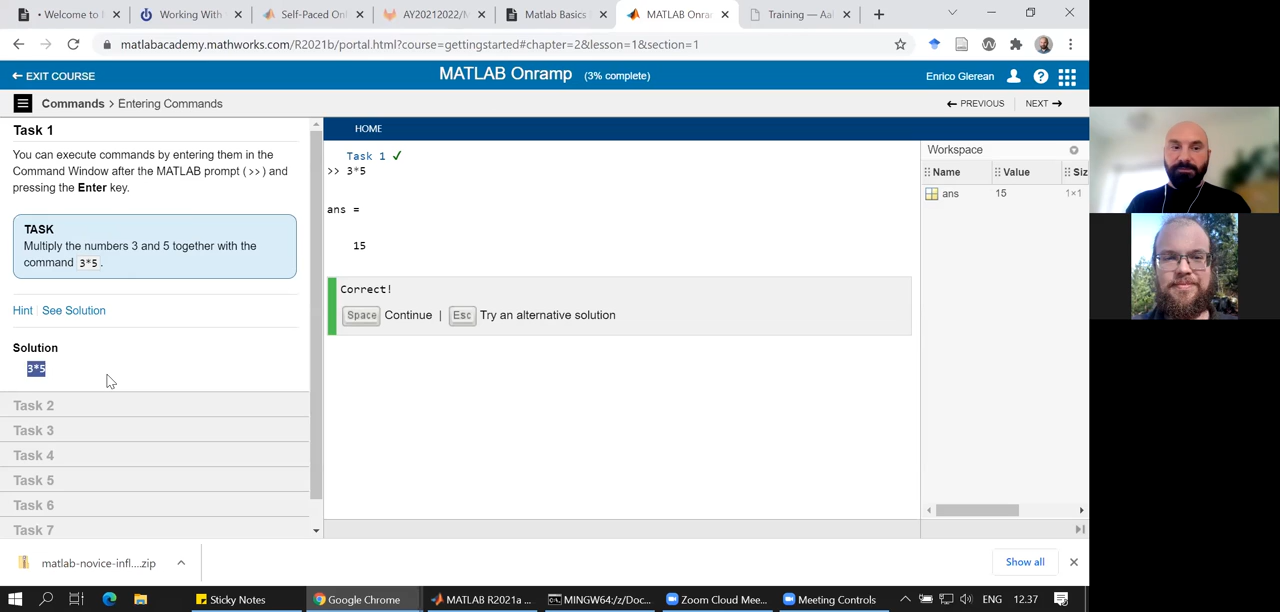 • Welcome to M
Working With
Self-Paced Onl
AY20212022/M
Matlab Basics
MATLAB Onra
Training — Aal
matlabacademy.mathworks.com/R2021b/portal.html?course=gettingstarted#chapter=2&lesson=1&section=1
← EXIT COURSE
MATLAB Onramp (3% complete)
Enrico Glerean
Commands > Entering Commands
← PREVIOUS
NEXT →
Task 1
You can execute commands by entering them in the
Command Window after the MATLAB prompt (>>) and
pressing the Enter key.
TASK
Multiply the numbers 3 and 5 together with the
command 3*5.
Hint | See Solution
Solution
3*5
Task 2
Task 3
Task 4
Task 5
Task 6
Task 7
HOME
Task 1 ✔
>> 3*5
ans =
15
Correct!
Space Continue | Esc Try an alternative solution
Workspace
Name Value Siz
ans 15 1×1
matlab-novice-infl....zip
Show all
Sticky Notes
Google Chrome
MATLAB R2021a ...
MINGW64:/z/Doc...
Zoom Cloud Mee...
Meeting Controls
ENG
12.37